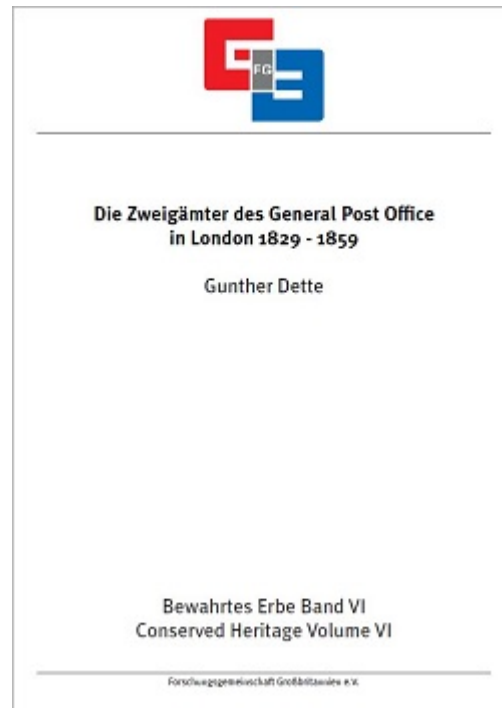 FG
Die Zweigämter des General Post Office
in London 1829 - 1859
Gunther Dette
Bewahrtes Erbe Band VI
Conserved Heritage Volume VI
Forschungsgemeinschaft Großbritannien e.V.